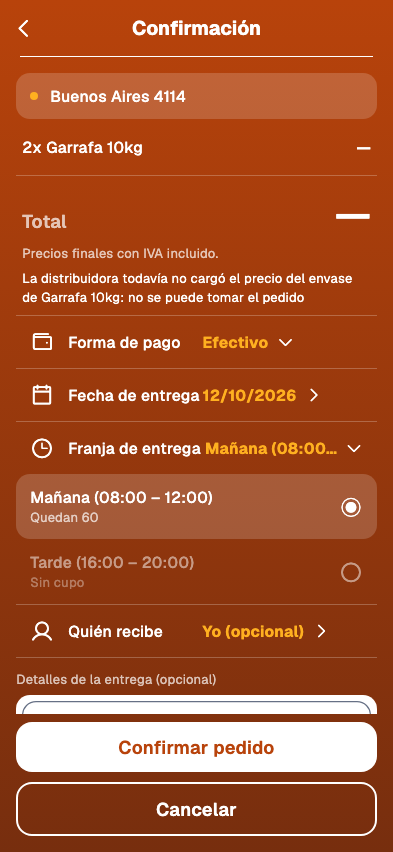 Confirmación
Buenos Aires 4114
2x Garrafa 10kg –
Total –
Precios finales con IVA incluido.
La distribuidora todavía no cargó el precio del envase
de Garrafa 10kg: no se puede tomar el pedido
Forma de pago Efectivo
Fecha de entrega 12/10/2026
Franja de entrega Mañana (08:00...
Mañana (08:00 – 12:00)
Quedan 60
Tarde (16:00 – 20:00)
Sin cupo
Quién recibe Yo (opcional)
Detalles de la entrega (opcional)
Confirmar pedido
Cancelar